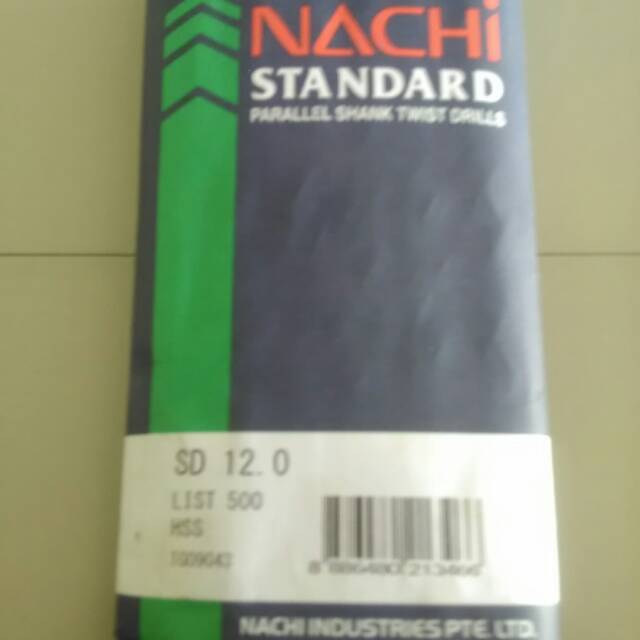 NACHi
STANDARD
PARALLEL SHANK TWIST DRILLS
SD 12.0
LIST 500
HSS
NACHI INDUSTRIES PTE. LTD.